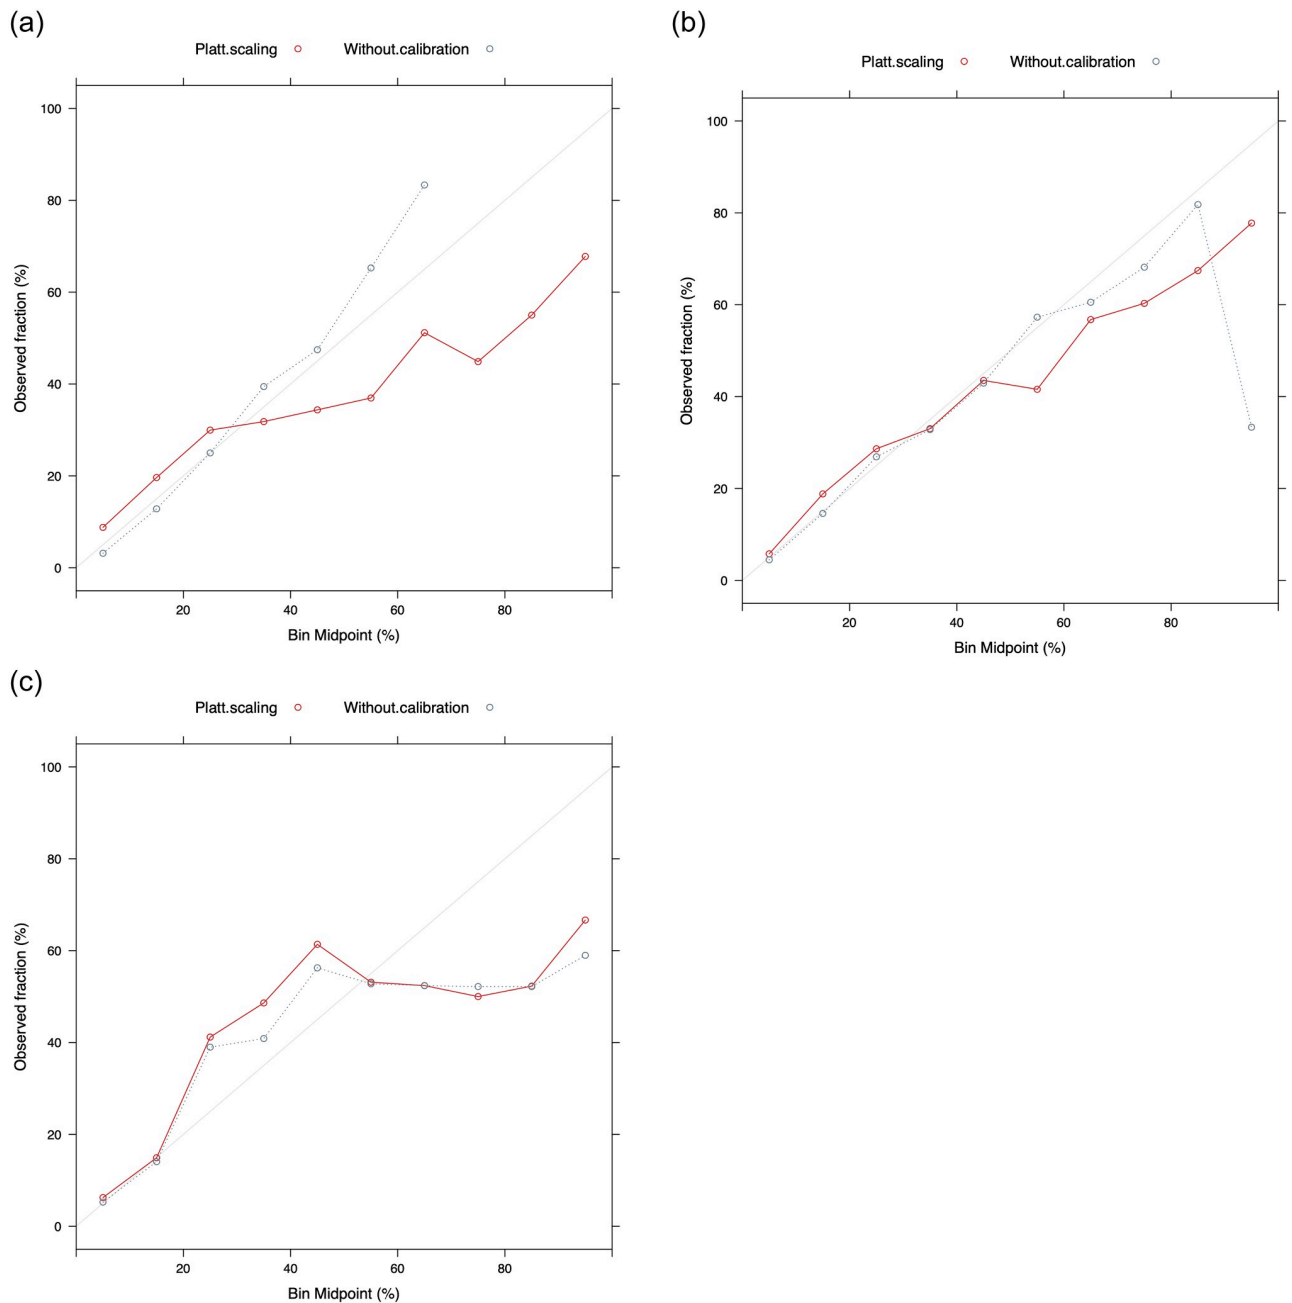 (a)
Platt.scaling Without.calibration
100
80
60
40
20
0
Observed fraction (%)
20 40 60 80
Bin Midpoint (%)
(b)
Platt.scaling Without.calibration
100
80
60
40
20
0
Observed fraction (%)
20 40 60 80
Bin Midpoint (%)
(c)
Platt.scaling Without.calibration
100
80
60
40
20
0
Observed fraction (%)
20 40 60 80
Bin Midpoint (%)